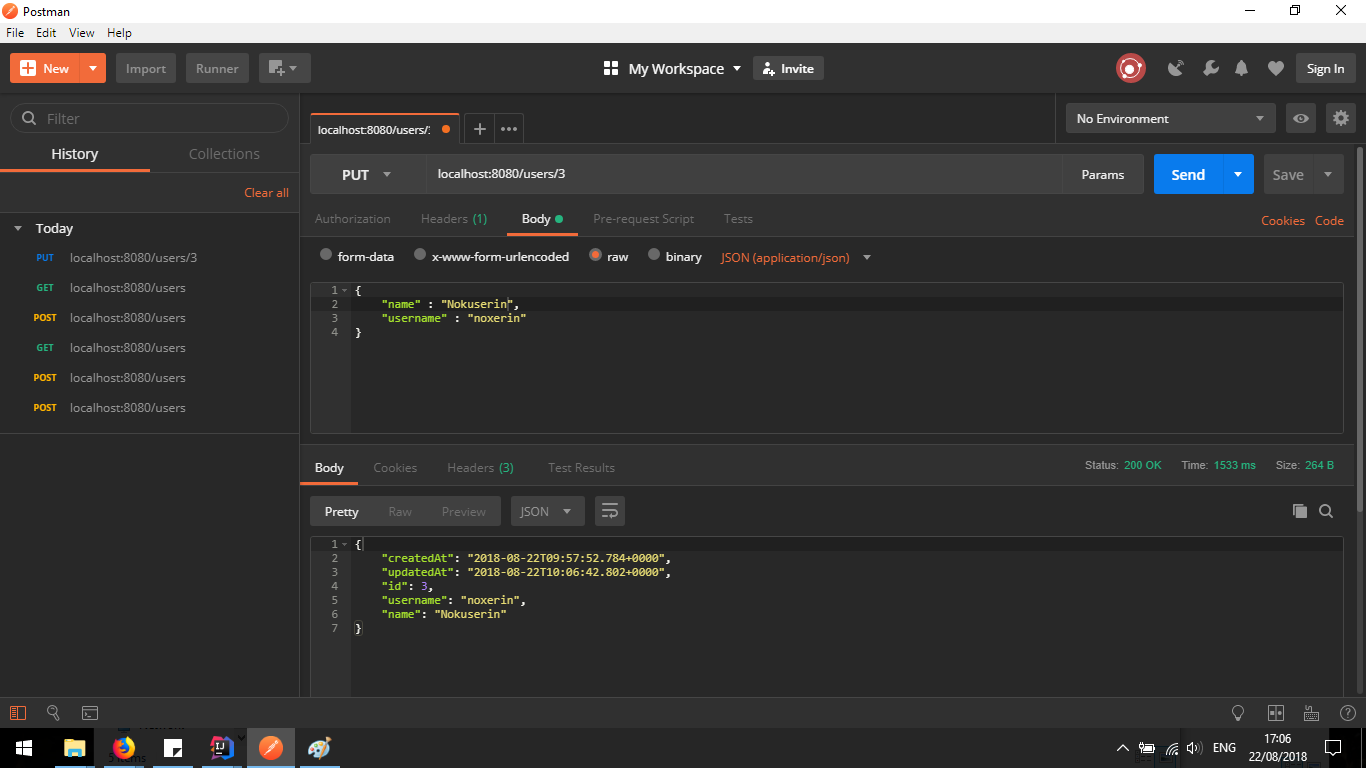 Postman
File Edit View Help
New Import Runner My Workspace Invite Sign In
Filter
History Collections
Clear all
Today
PUT localhost:8080/users/3
GET localhost:8080/users
POST localhost:8080/users
GET localhost:8080/users
POST localhost:8080/users
POST localhost:8080/users
localhost:8080/users/3
No Environment
PUT localhost:8080/users/3 Params Send Save
Authorization Headers (1) Body Pre-request Script Tests Cookies Code
form-data x-www-form-urlencoded raw binary JSON (application/json)
1 {
2 "name" : "Nokuserin",
3 "username" : "noxerin"
4 }
Body Cookies Headers (3) Test Results Status: 200 OK Time: 1533 ms Size: 264 B
Pretty Raw Preview JSON
1 {
2 "createdAt": "2018-08-22T09:57:52.784+0000",
3 "updatedAt": "2018-08-22T10:06:42.802+0000",
4 "id": 3,
5 "username": "noxerin",
6 "name": "Nokuserin"
7 }
ENG
17:06
22/08/2018